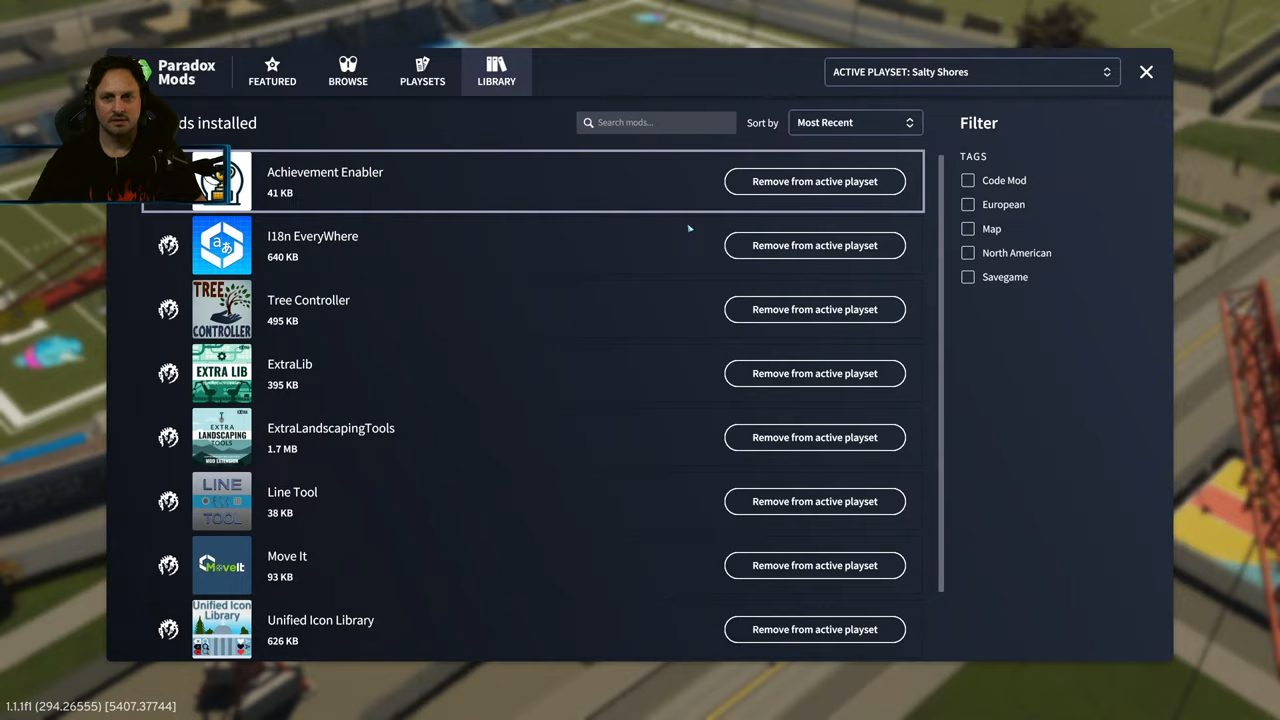 Paradox Mods
FEATURED
BROWSE
PLAYSETS
LIBRARY
ACTIVE PLAYSET: Salty Shores
ds installed
Search mods...
Sort by
Most Recent
Filter
TAGS
Code Mod
European
Map
North American
Savegame
Achievement Enabler
41 KB
Remove from active playset
I18n EveryWhere
640 KB
Remove from active playset
TREE
CONTROLLER
Tree Controller
495 KB
Remove from active playset
EXTRA LIB
ExtraLib
395 KB
Remove from active playset
EXTRA
LANDSCAPING
TOOLS
MOD EXTENSION
ExtraLandscapingTools
1.7 MB
Remove from active playset
LINE
TOOL
Line Tool
38 KB
Remove from active playset
MoveIt
Move It
93 KB
Remove from active playset
Unified Icon
Library
Unified Icon Library
626 KB
Remove from active playset
1.1.1f1 (294.26555) [5407.37744]